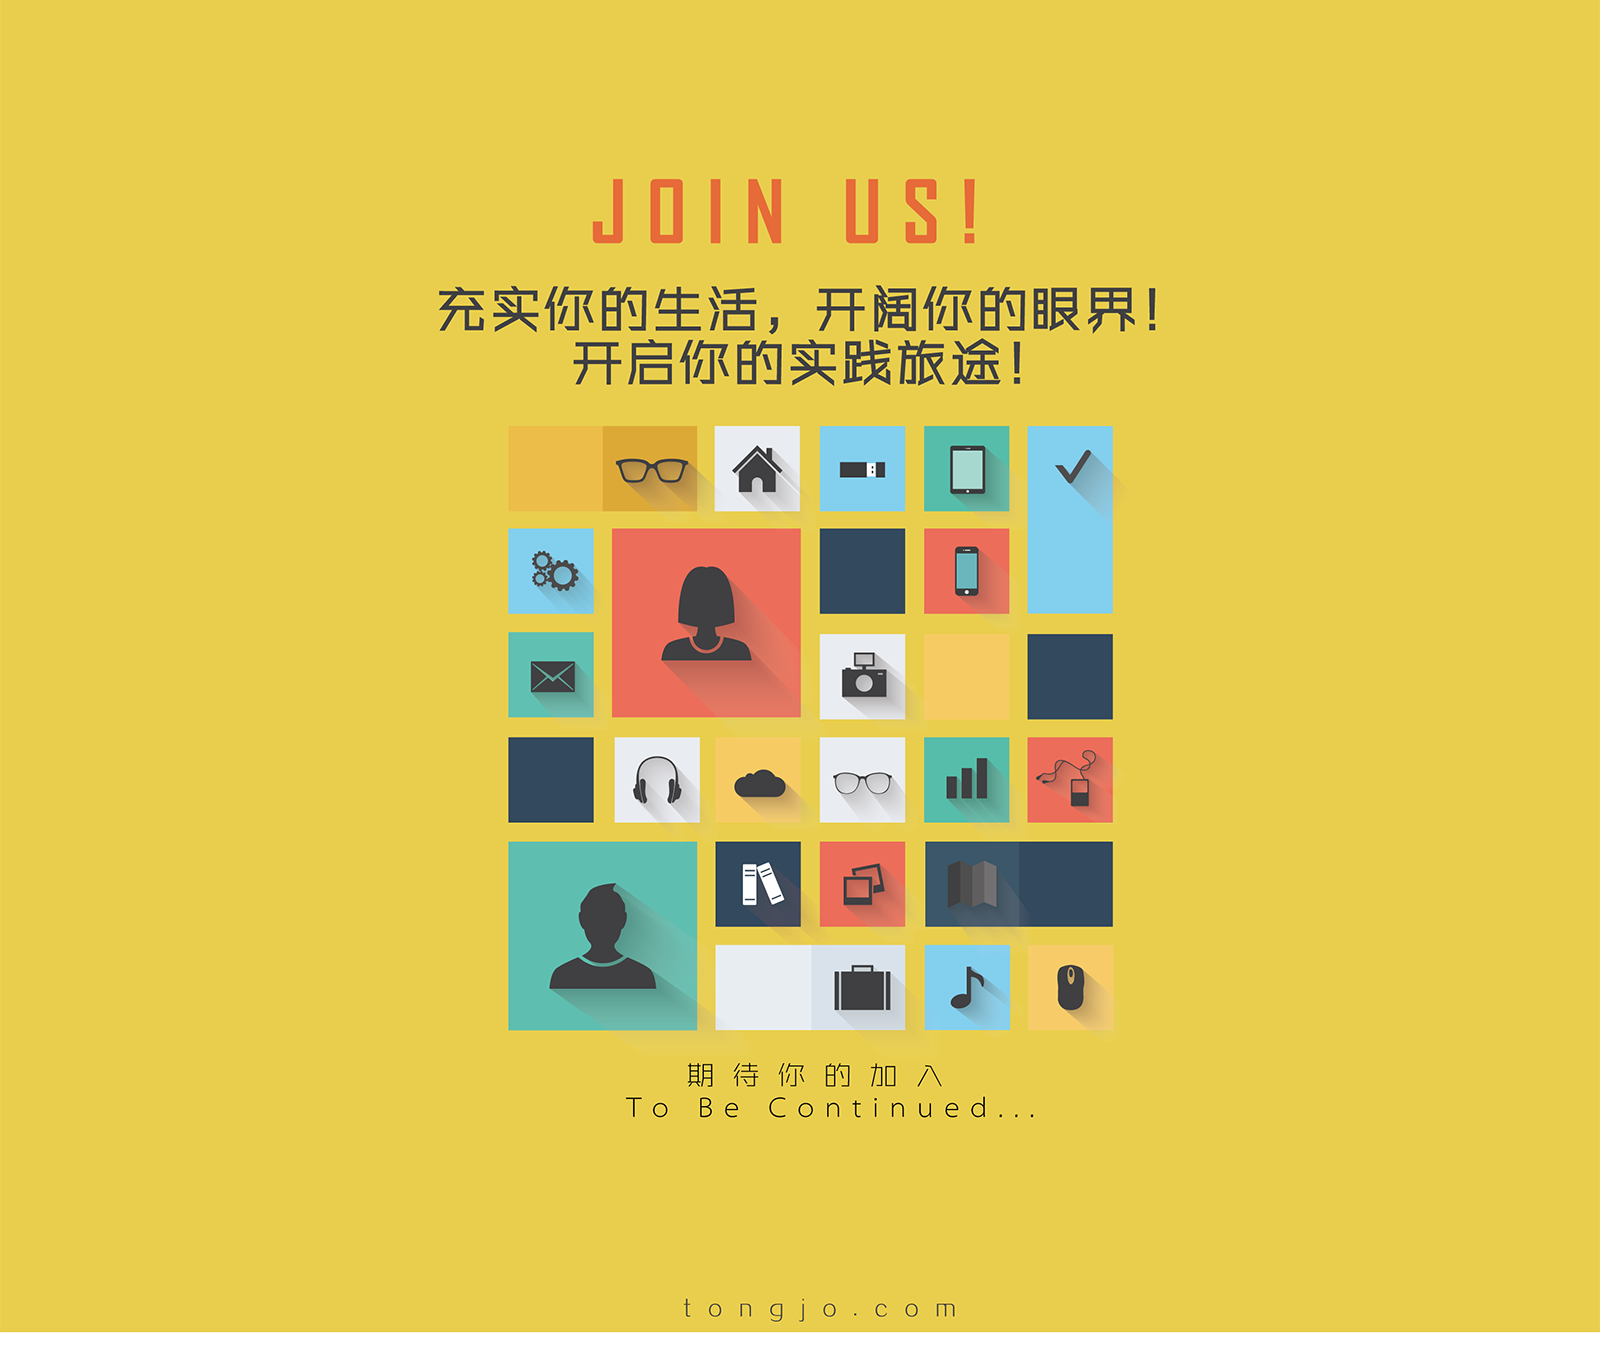 JOIN US!
充实你的生活，开阔你的眼界！
开启你的实践旅途！
期待你的加入
To Be Continued...
tongjo.com